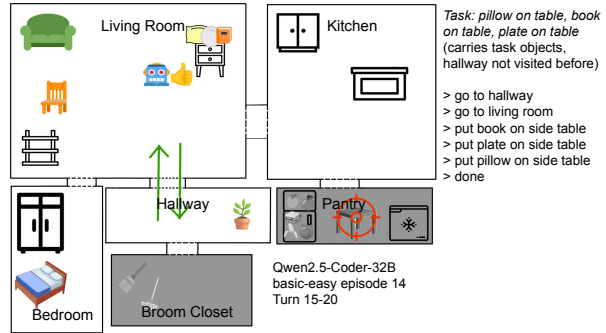 Living Room
Kitchen
Task: pillow on table, book
on table, plate on table
(carries task objects,
hallway not visited before)
> go to hallway
> go to living room
> put book on side table
> put plate on side table
> put pillow on side table
> done
Hallway
Pantry
Bedroom
Broom Closet
Qwen2.5-Coder-32B
basic-easy episode 14
Turn 15-20